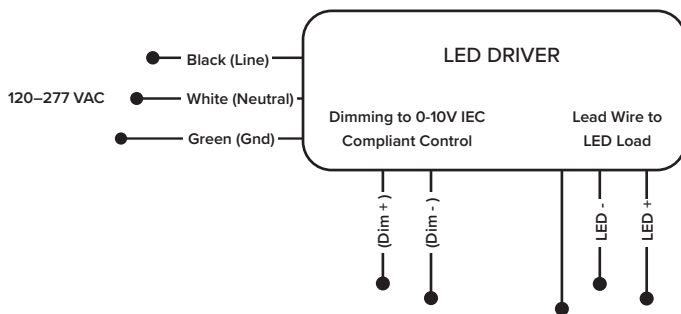 LED DRIVER
Black (Line)
120–277 VAC
White (Neutral)
Green (Gnd)
Dimming to 0-10V IEC
Compliant Control
Lead Wire to
LED Load
(Dim + )
(Dim - )
LED -
LED +